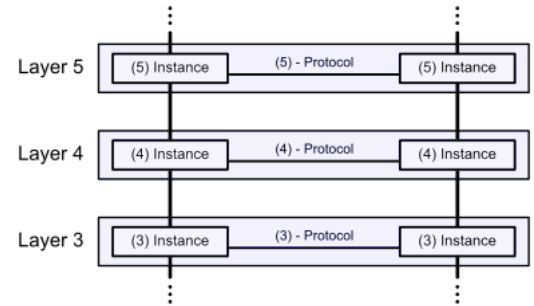 Layer 5
(5) Instance
(5) - Protocol
(5) Instance
Layer 4
(4) Instance
(4) - Protocol
(4) Instance
Layer 3
(3) Instance
(3) - Protocol
(3) Instance